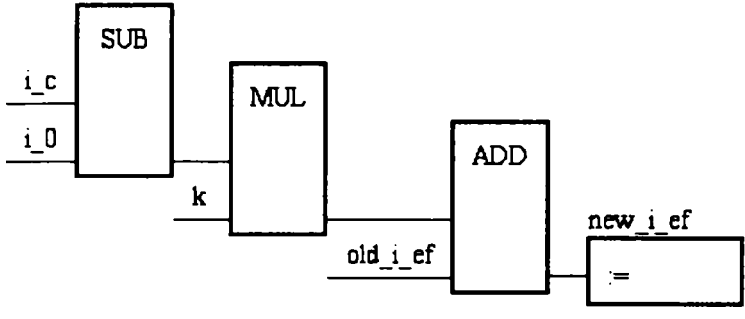 SUB
i_c
MUL
i_0
ADD
k
new_i_ef
old_i_ef
:=